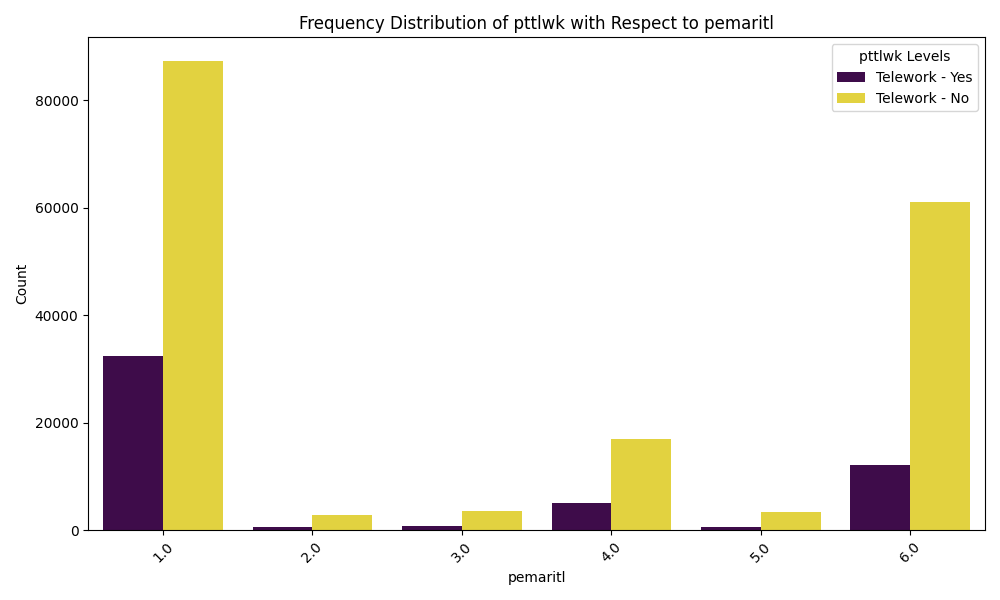 Frequency Distribution of pttlwk with Respect to pemaritl
pttlwk Levels
Telework - Yes
Telework - No
Count
80000
60000
40000
20000
0
1.0
2.0
3.0
4.0
5.0
6.0
pemaritl